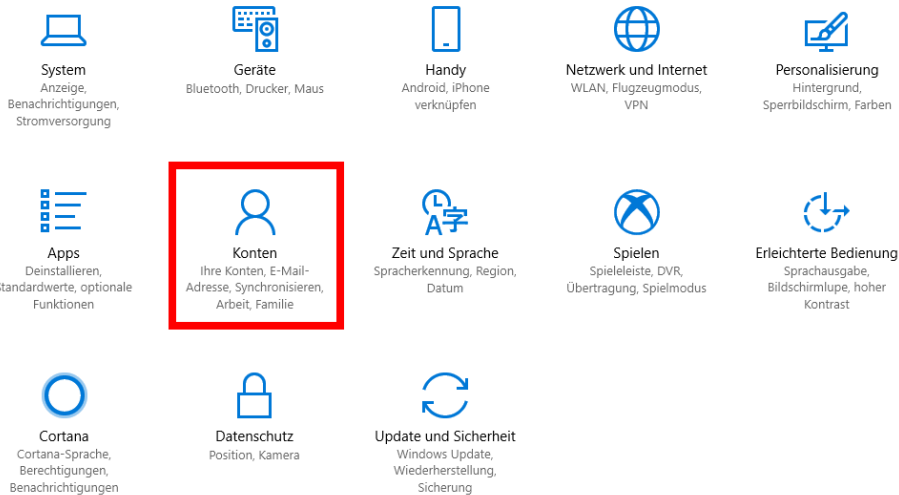 System
Anzeige,
Benachrichtigungen,
Stromversorgung
Geräte
Bluetooth, Drucker, Maus
Handy
Android, iPhone
verknüpfen
Netzwerk und Internet
WLAN, Flugzeugmodus,
VPN
Personalisierung
Hintergrund,
Sperrbildschirm, Farben
Apps
Deinstallieren,
Standardwerte, optionale
Funktionen
Konten
Ihre Konten, E-Mail-
Adresse, Synchronisieren,
Arbeit, Familie
A字
Zeit und Sprache
Spracherkennung, Region,
Datum
Spielen
Spieleleiste, DVR,
Übertragung, Spielmodus
Erleichterte Bedienung
Sprachausgabe,
Bildschirmlupe, hoher
Kontrast
Cortana
Cortana-Sprache,
Berechtigungen,
Benachrichtigungen
Datenschutz
Position, Kamera
Update und Sicherheit
Windows Update,
Wiederherstellung,
Sicherung